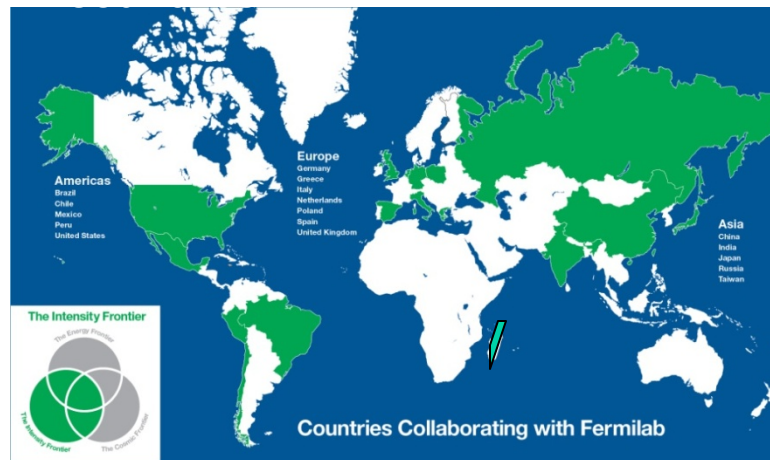 Americas
Brazil
Chile
Mexico
Peru
United States
Europe
Germany
Greece
Italy
Netherlands
Poland
Spain
United Kingdom
Asia
China
India
Japan
Russia
Taiwan
The Intensity Frontier
The Energy Frontier
The Intensity Frontier
The Cosmic Frontier
Countries Collaborating with Fermilab